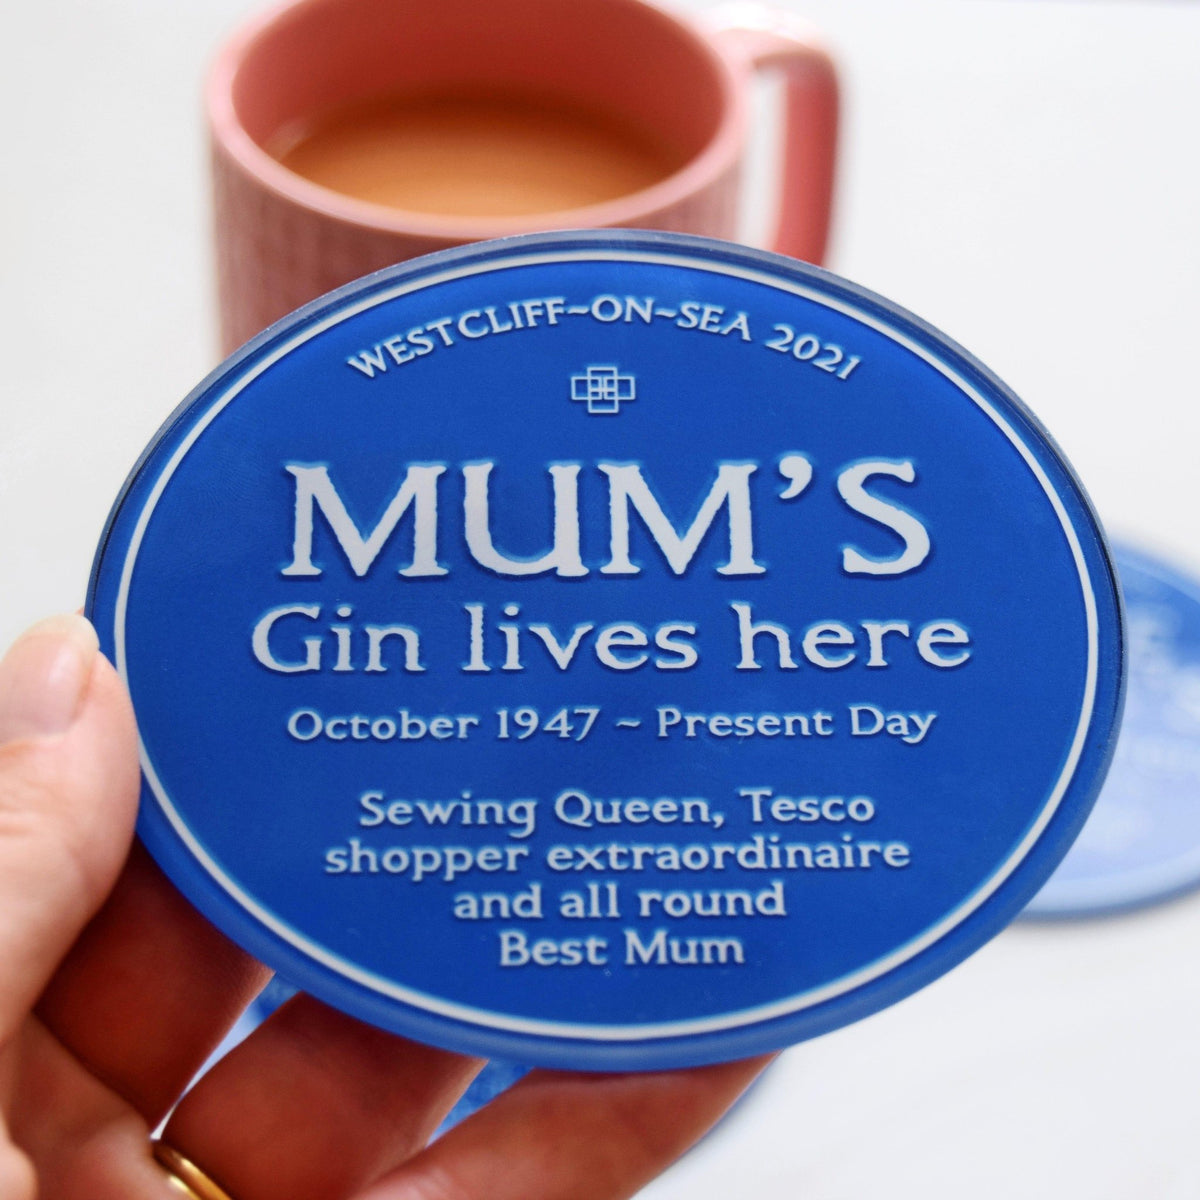 WESTCLIFF~ON~SEA 2021
MUM'S
Gin lives here
October 1947 ~ Present Day
Sewing Queen, Tesco
shopper extraordinaire
and all round
Best Mum